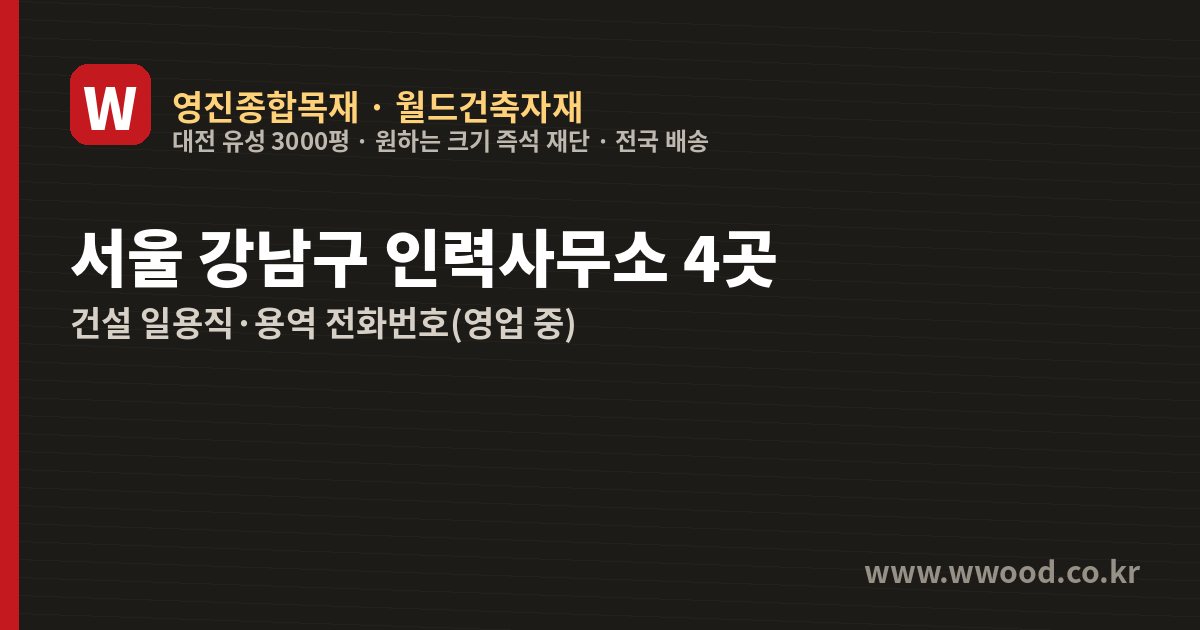 W
영진종합목재 · 월드건축자재
대전 유성 3000평 · 원하는 크기 즉석 재단 · 전국 배송
서울 강남구 인력사무소 4곳
건설 일용직·용역 전화번호(영업 중)
www.wwood.co.kr